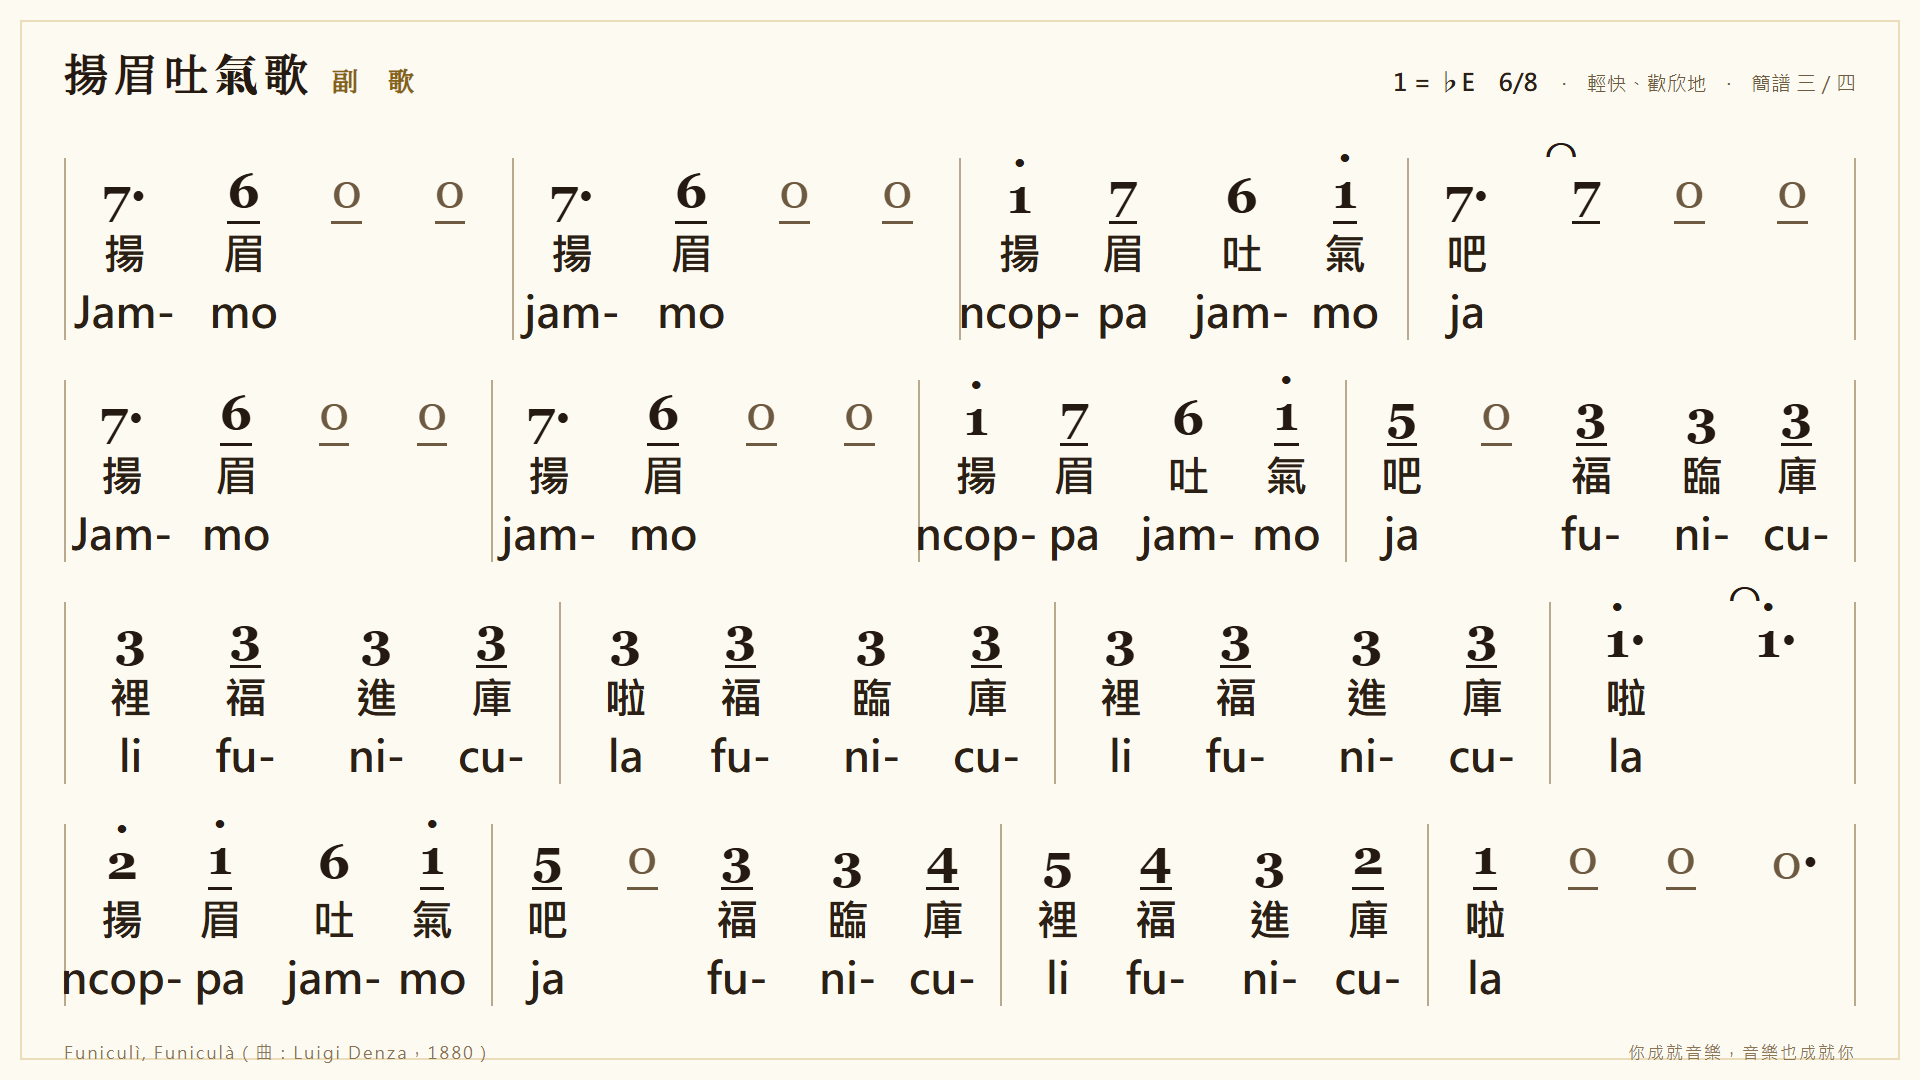 揚眉吐氣歌 副 歌
1 = ♭E 6/8 · 輕快、歡欣地 · 簡譜 三 / 四
7· 6 0 0 7· 6 0 0 1̇ 7 6 1̇ 7· 7 0 0
揚 眉 揚 眉 揚 眉 吐 氣 吧
Jam- mo jam- mo ncop- pa jam- mo ja
7· 6 0 0 7· 6 0 0 1̇ 7 6 1̇ 5 0 3 3 3
揚 眉 揚 眉 揚 眉 吐 氣 吧 福 臨 庫
Jam- mo jam- mo ncop- pa jam- mo ja fu- ni- cu-
3 3 3 3 3 3 3 3 3 3 3 3 1̇· 1̇·
裡 福 進 庫 啦 福 臨 庫 裡 福 進 庫 啦
li fu- ni- cu- la fu- ni- cu- li fu- ni- cu- la
2̇ 1̇ 6 1̇ 5 0 3 3 4 5 4 3 2 1 0 0 0·
揚 眉 吐 氣 吧 福 臨 庫 裡 福 進 庫 啦
ncop- pa jam- mo ja fu- ni- cu- li fu- ni- cu- la
Funiculì, Funiculà（曲：Luigi Denza，1880）
你成就音樂，音樂也成就你